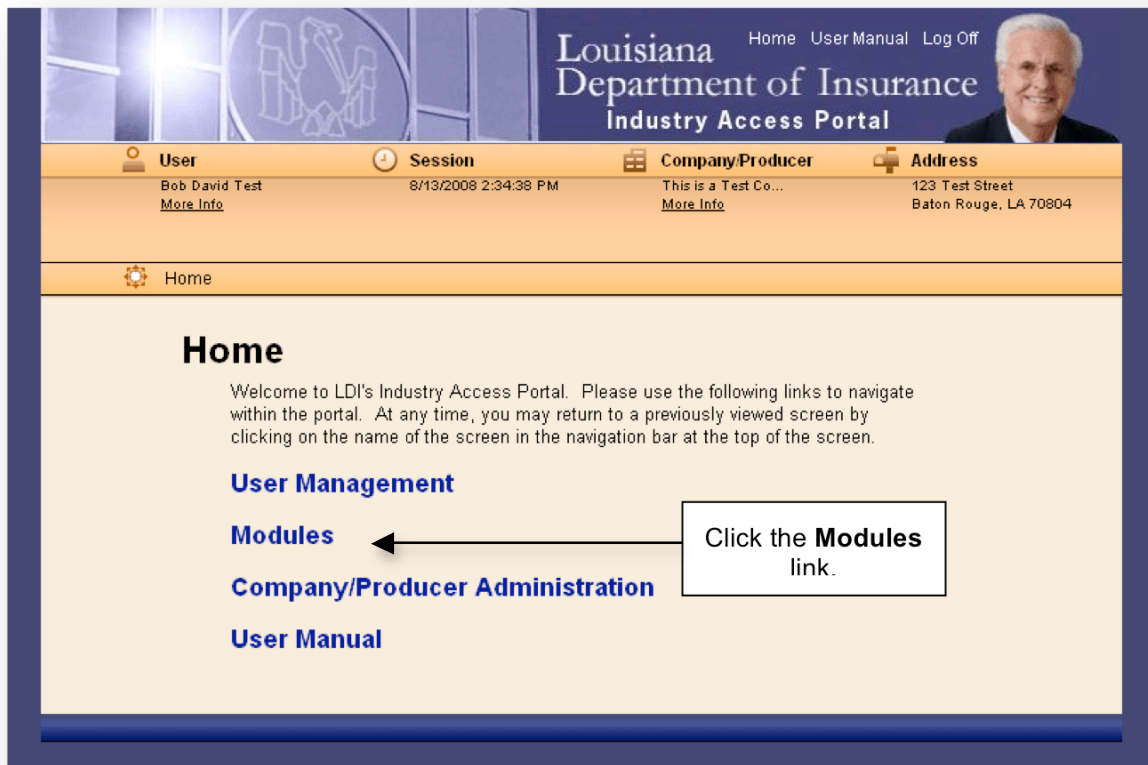 Home User Manual Log Off
Louisiana
Department of Insurance
Industry Access Portal
User
Bob David Test
More Info
Session
8/13/2008 2:34:38 PM
Company/Producer
This is a Test Co...
More Info
Address
123 Test Street
Baton Rouge, LA 70804
Home
Home
Welcome to LDI's Industry Access Portal. Please use the following links to navigate
within the portal. At any time, you may return to a previously viewed screen by
clicking on the name of the screen in the navigation bar at the top of the screen.
User Management
Modules
Click the Modules
link.
Company/Producer Administration
User Manual